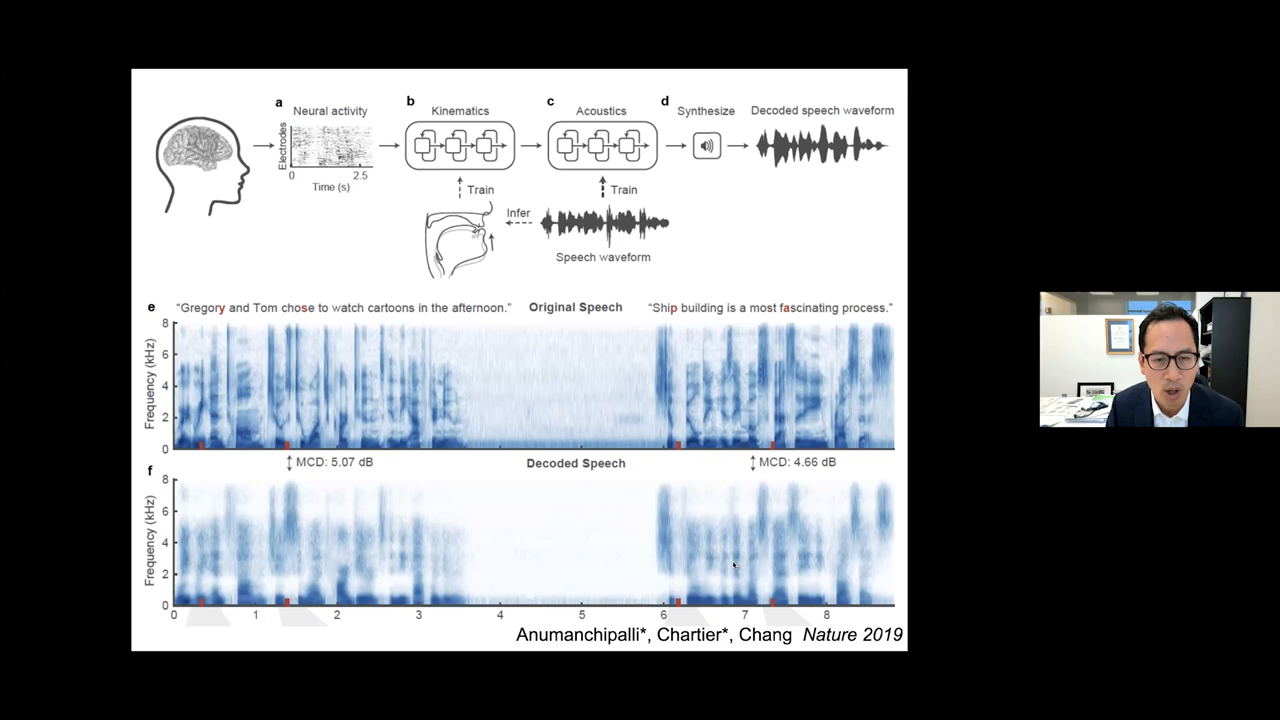 a Neural activity
b Kinematics
c Acoustics
d Synthesize
Decoded speech waveform
Electrodes
0 2.5
Time (s)
Train
Train
Infer
Speech waveform
e "Gregory and Tom chose to watch cartoons in the afternoon." Original Speech "Ship building is a most fascinating process."
8
6
4
2
0
Frequency (kHz)
MCD: 5.07 dB Decoded Speech MCD: 4.66 dB
f
8
6
4
2
0
Frequency (kHz)
0 1 2 3 4 5 6 7 8
Anumanchipalli*, Chartier*, Chang Nature 2019